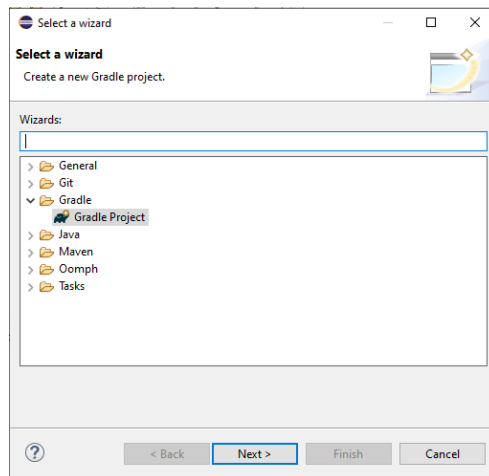 Select a wizard
Select a wizard
Create a new Gradle project.
Wizards:
General
Git
Gradle
Gradle Project
Java
Maven
Oomph
Tasks
?
< Back Next > Finish Cancel